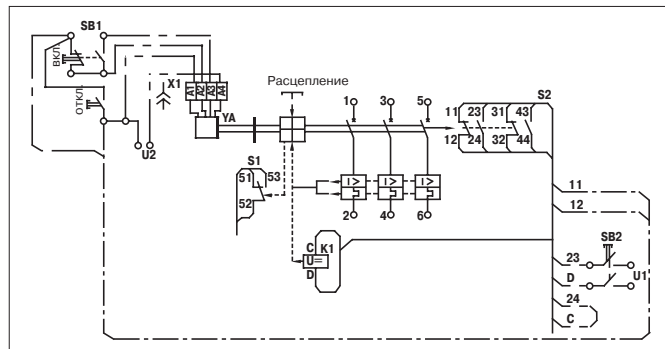 SB1
ВКЛ.
ОТКЛ.
X1
A1 A2 A3 A4
YA
U2
Расцепление
1 3 5
S2
11 23 31 43
12 24 32 44
S1
51 53
52
I> I> I>
2 4 6
C K1
U=
D
11
12
SB2
23
D U1
24
C